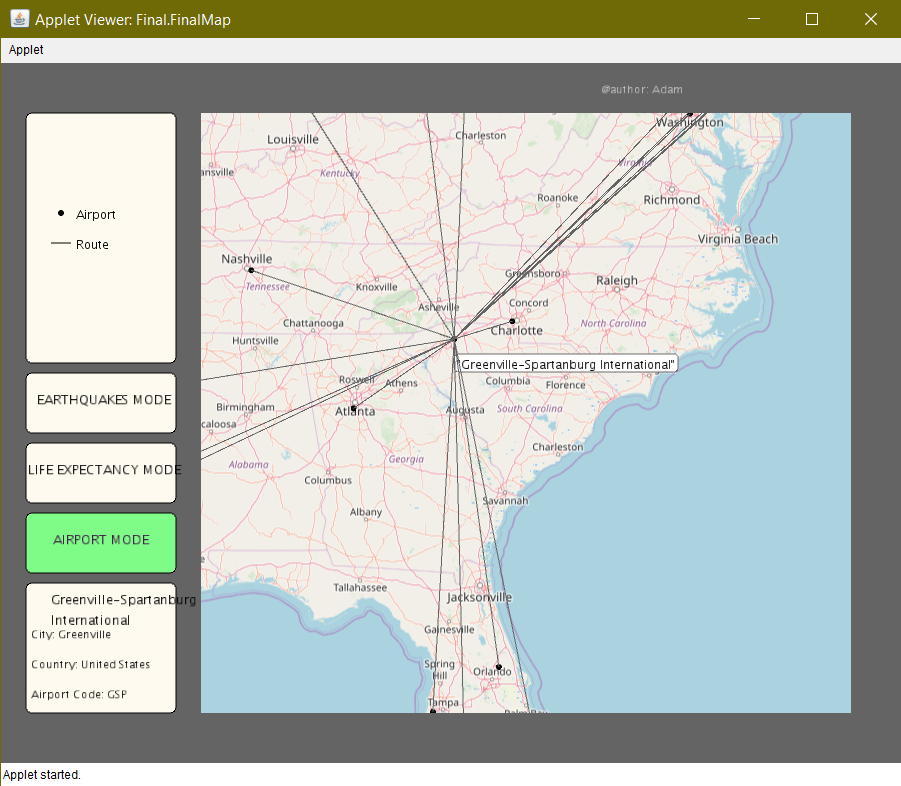 Applet Viewer: Final.FinalMap
Applet
@author: Adam
Airport
Route
EARTHQUAKES MODE
LIFE EXPECTANCY MODE
AIRPORT MODE
Greenville-Spartanburg
International
City: Greenville
Country: United States
Airport Code: GSP
Washington
Charleston
Louisville
Virginia
ansville
Kentucky
Roanoke
Richmond
Virginia Beach
Nashville
Greensboro
Raleigh
Tennessee
Knoxville
Asheville
Concord
Chattanooga
Charlotte
North Carolina
Huntsville
"Greenville-Spartanburg International"
Roswell
Athens
Columbia
Florence
Birmingham
Atlanta
Augusta
South Carolina
caloosa
Charleston
Georgia
Alabama
Columbus
Savannah
Albany
Tallahassee
Jacksonville
Gainesville
Spring
Hill
Orlando
Tampa
Palm Bay
Applet started.